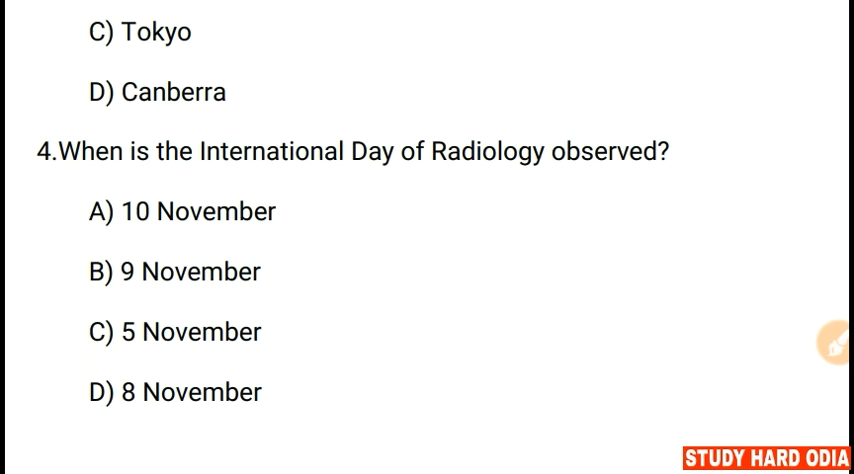 C) Tokyo
D) Canberra
4.When is the International Day of Radiology observed?
A) 10 November
B) 9 November
C) 5 November
D) 8 November
STUDY HARD ODIA